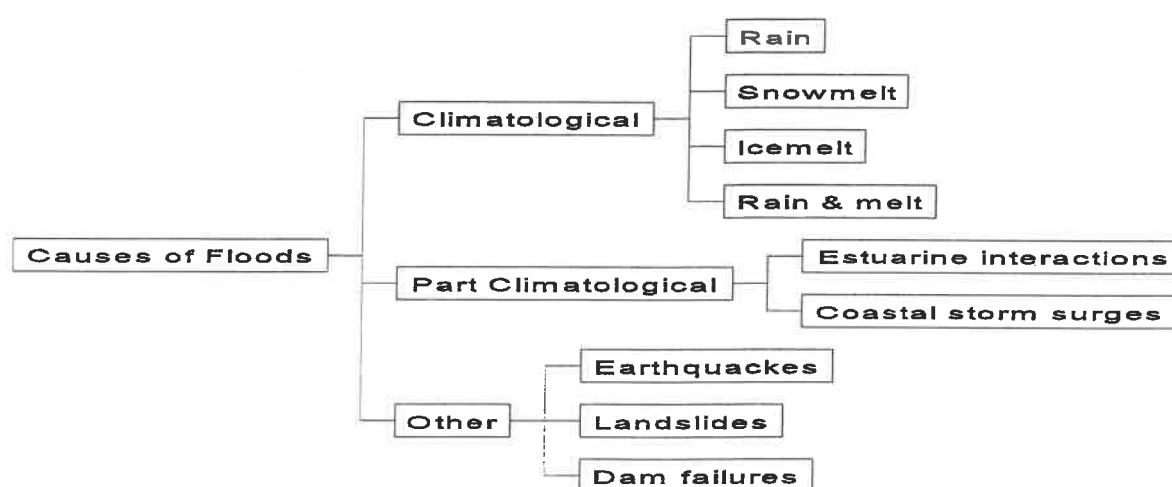 Rain
Snowmelt
Climatological
Icemelt
Rain & melt
Causes of Floods
Estuarine interactions
Part Climatological
Coastal storm surges
Earthquackes
Other
Landslides
Dam failures